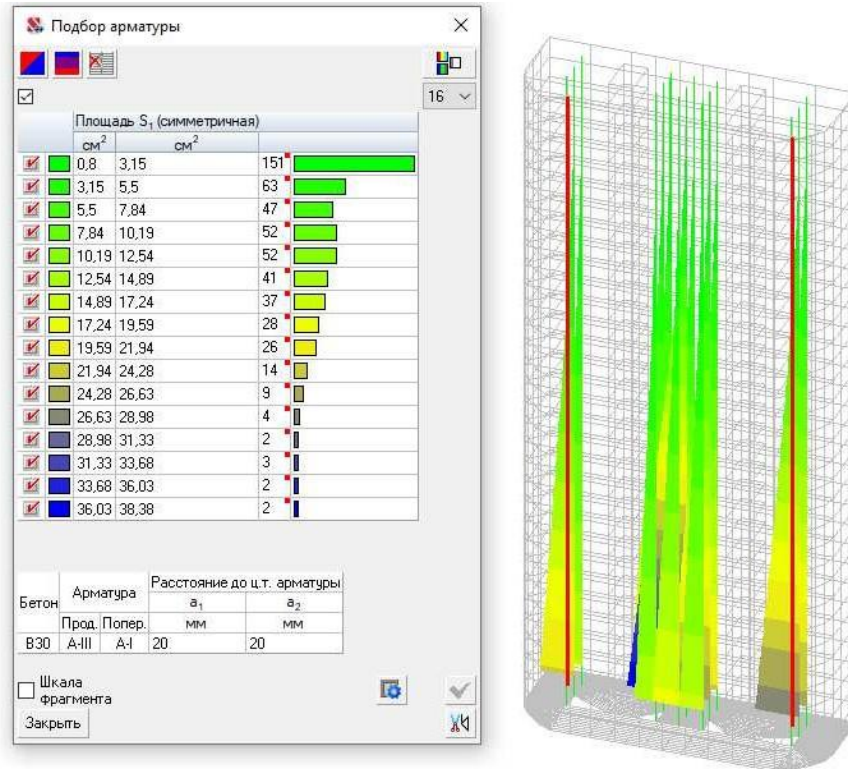 Подбор арматуры
16
Площадь S1 (симметричная)
см2 см2
0,8 3,15 151
3,15 5,5 63
5,5 7,84 47
7,84 10,19 52
10,19 12,54 52
12,54 14,89 41
14,89 17,24 37
17,24 19,59 28
19,59 21,94 26
21,94 24,28 14
24,28 26,63 9
26,63 28,98 4
28,98 31,33 2
31,33 33,68 3
33,68 36,03 2
36,03 38,38 2
Бетон Арматура Расстояние до ц.т. арматуры
a1 a2
Прод. Попер. мм мм
B30 A-III A-I 20 20
Шкала
фрагмента
Закрыть